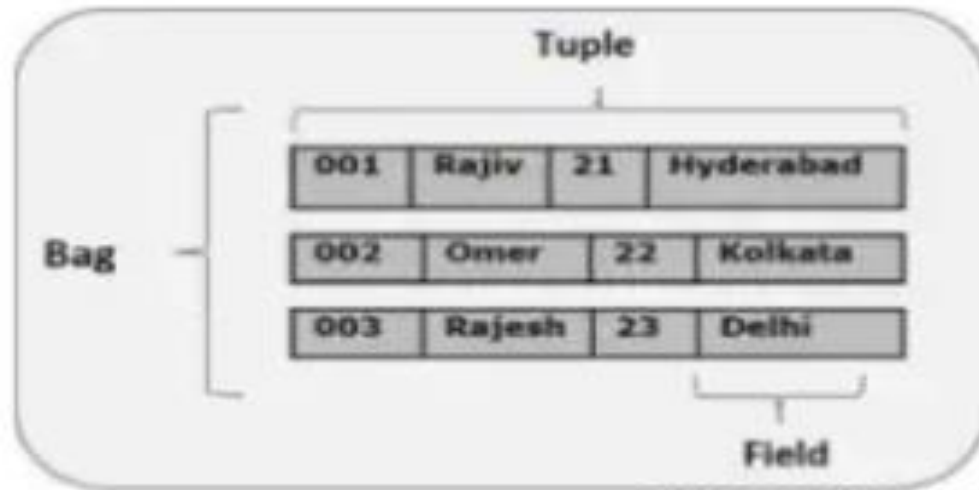 Tuple
001 Rajiv 21 Hyderabad
Bag
002 Omer 22 Kolkata
003 Rajesh 23 Delhi
Field